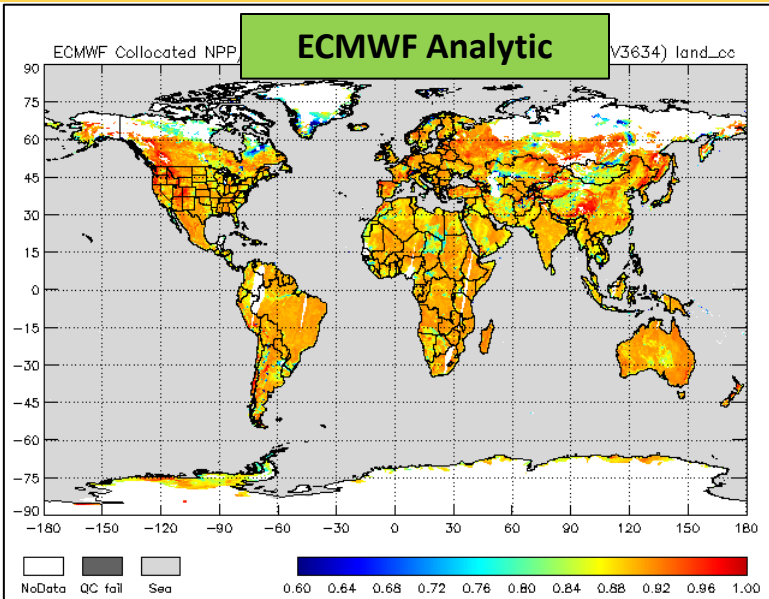 ECMWF Analytic
ECMWF Collocated NPP, V3634) land_cc
90
75
60
45
30
15
0
-15
-30
-45
-60
-75
-90
-180 -150 -120 -90 -60 -30 0 30 60 90 120 150 180
NoData QC fail Sea
0.60 0.64 0.68 0.72 0.76 0.80 0.84 0.88 0.92 0.96 1.00